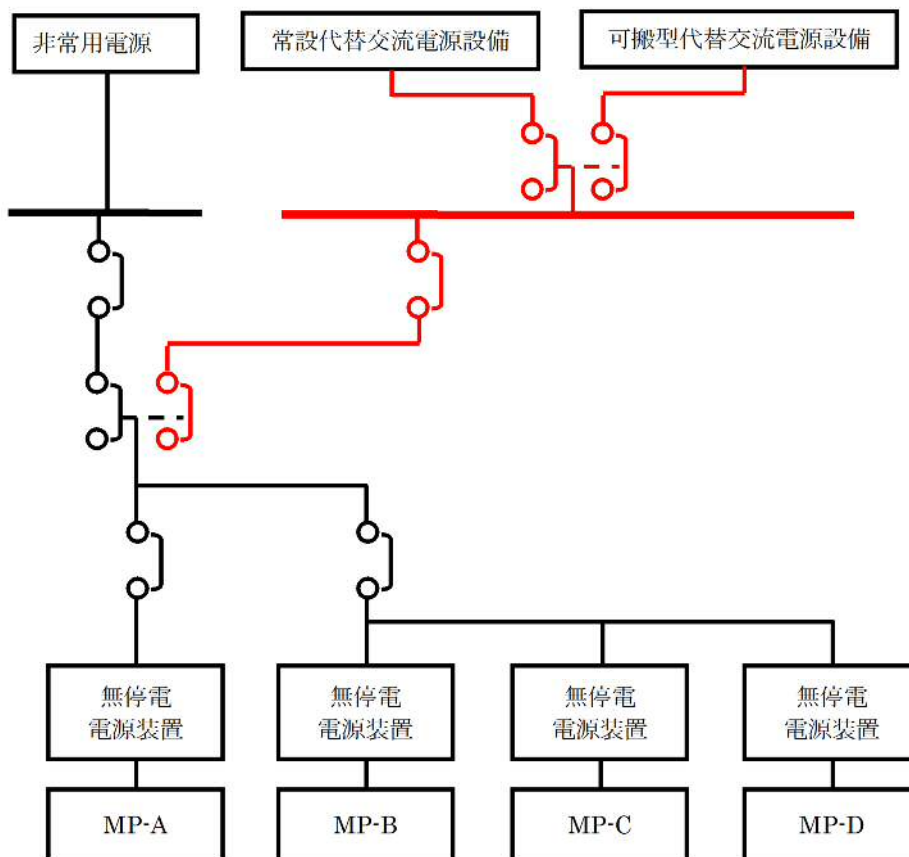 非常用電源
常設代替交流電源設備
可搬型代替交流電源設備
無停電
電源装置
無停電
電源装置
無停電
電源装置
無停電
電源装置
MP-A
MP-B
MP-C
MP-D